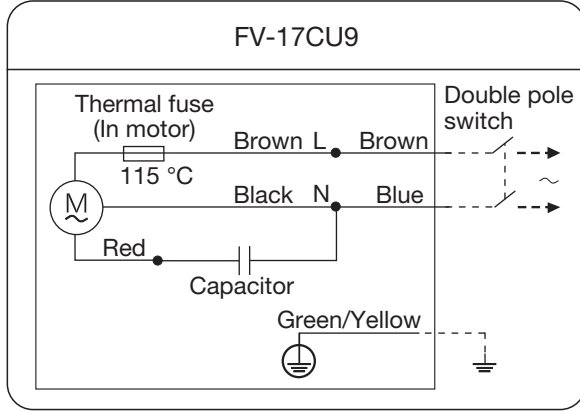 FV-17CU9
Thermal fuse
(In motor)
115 °C
Double pole
switch
Brown L Brown
M
Black N Blue
Red
Capacitor
Green/Yellow